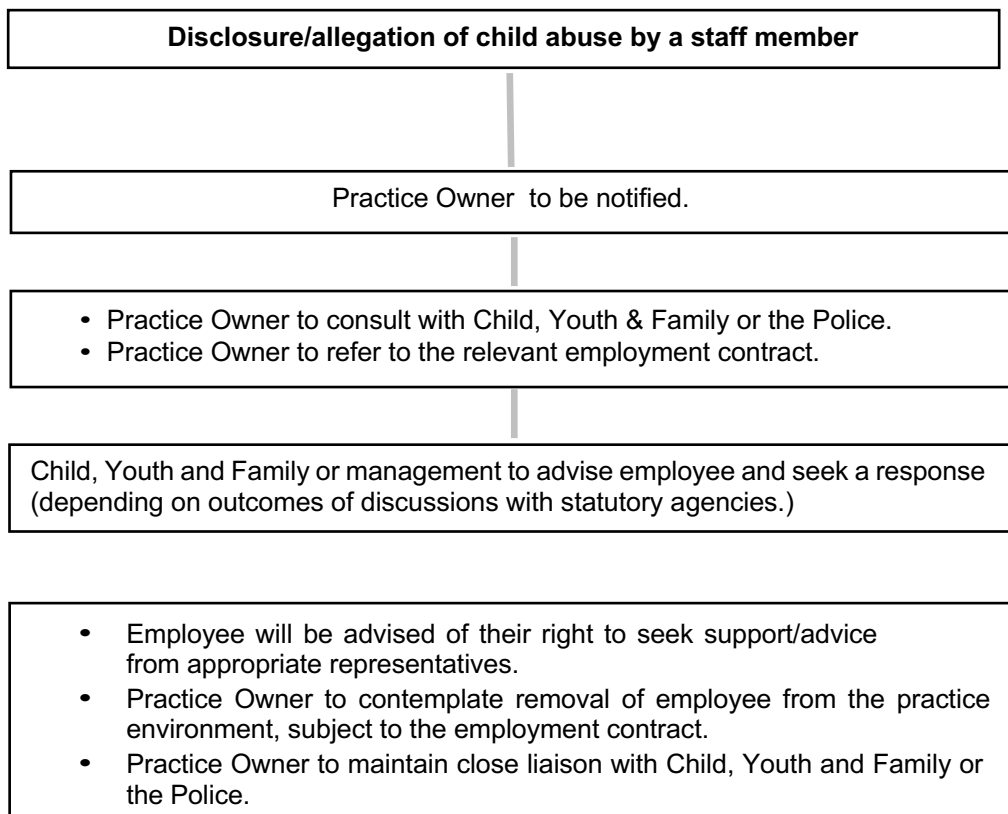 Disclosure/allegation of child abuse by a staff member
Practice Owner to be notified.
• Practice Owner to consult with Child, Youth & Family or the Police.
• Practice Owner to refer to the relevant employment contract.
Child, Youth and Family or management to advise employee and seek a response
(depending on outcomes of discussions with statutory agencies.)
• Employee will be advised of their right to seek support/advice
from appropriate representatives.
• Practice Owner to contemplate removal of employee from the practice
environment, subject to the employment contract.
• Practice Owner to maintain close liaison with Child, Youth and Family or
the Police.